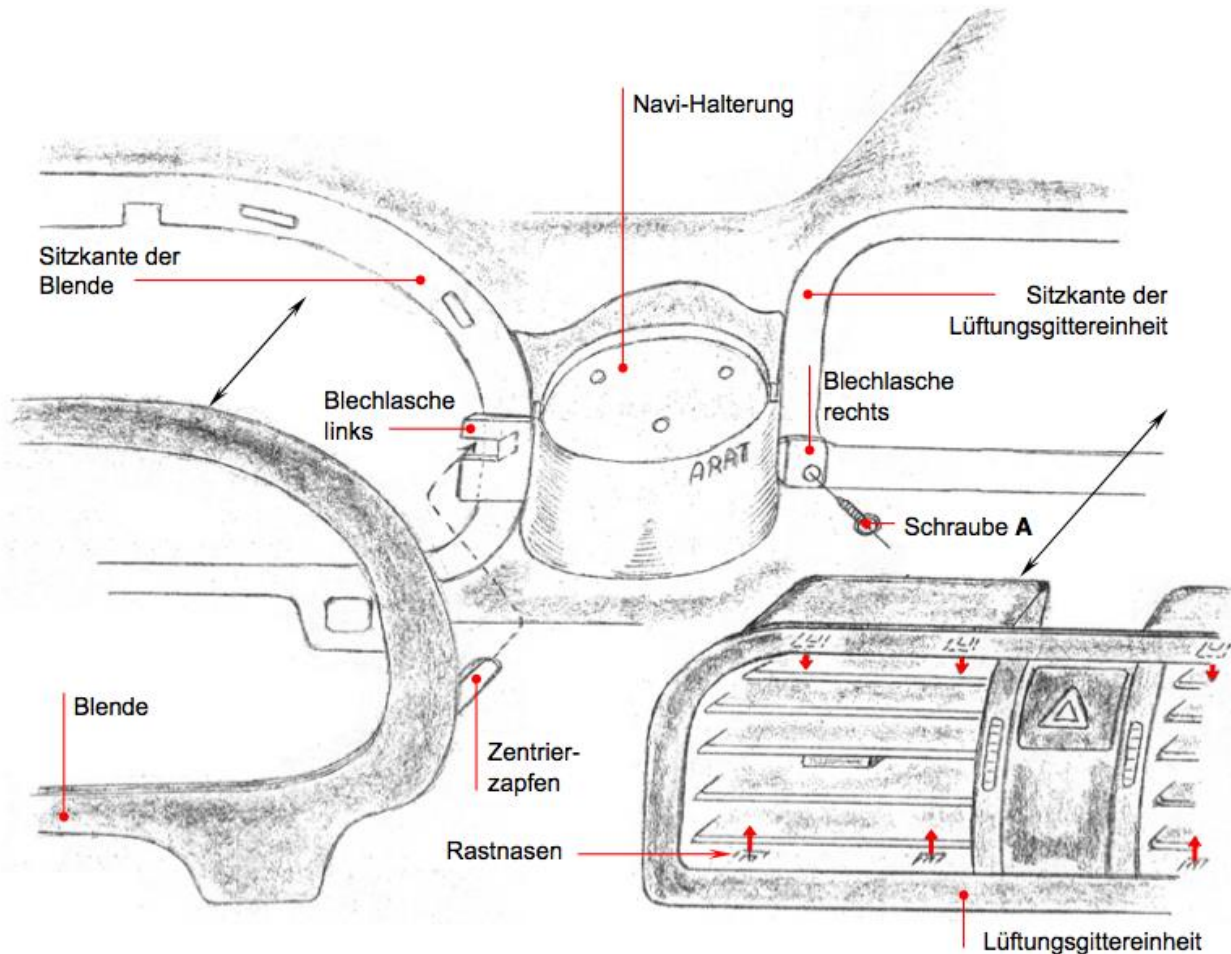 Navi-Halterung
Sitzkante der
Blende
Sitzkante der
Lüftungsgittereinheit
Blechlasche
links
Blechlasche
rechts
ARAT
Schraube A
Blende
Zentrier-
zapfen
Rastnasen
Lüftungsgittereinheit